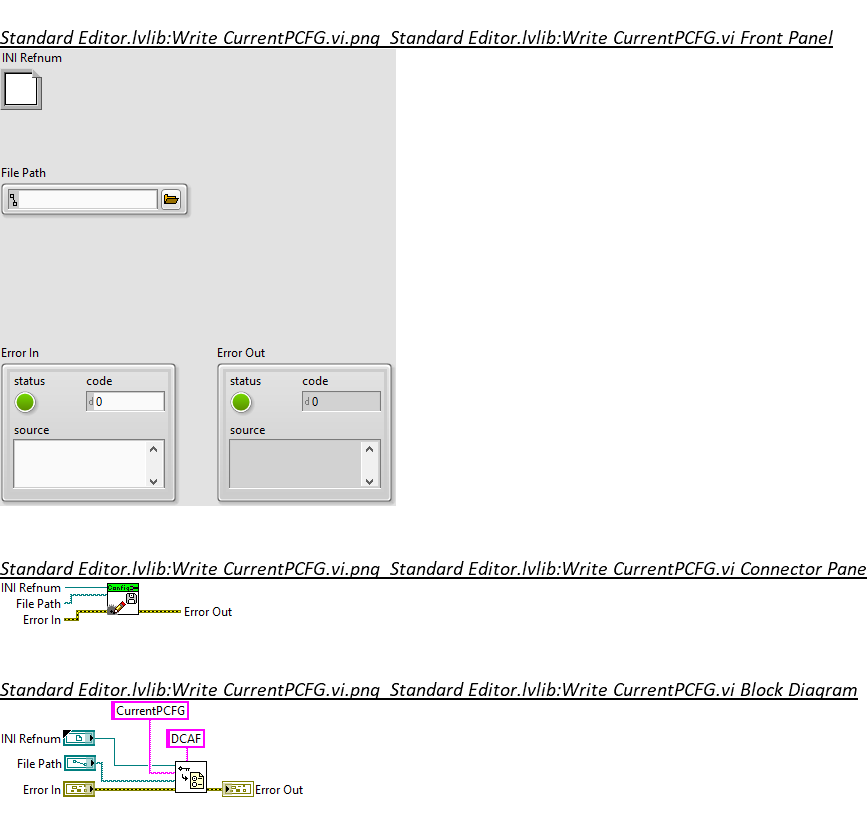 Standard Editor.lvlib:Write CurrentPCFG.vi.png Standard Editor.lvlib:Write CurrentPCFG.vi Front Panel
INI Refnum
File Path
Error In
Error Out
status
code
status
code
d 0
d 0
source
source
Standard Editor.lvlib:Write CurrentPCFG.vi.png Standard Editor.lvlib:Write CurrentPCFG.vi Connector Pane
INI Refnum
Config
File Path
Error In
Error Out
Standard Editor.lvlib:Write CurrentPCFG.vi.png Standard Editor.lvlib:Write CurrentPCFG.vi Block Diagram
CurrentPCFG
INI Refnum
DCAF
File Path
Error In
Error Out